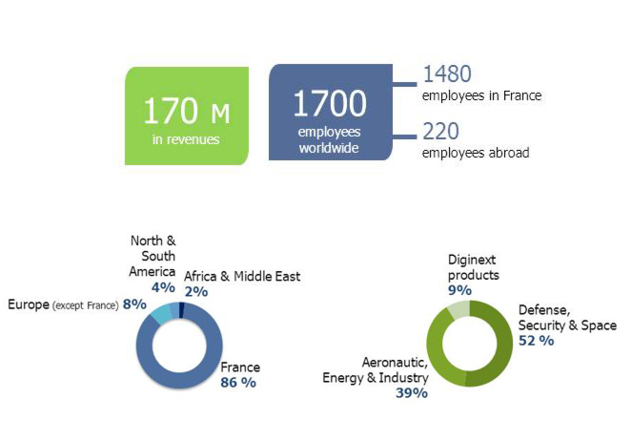 170 M
in revenues
1700
employees
worldwide
1480
employees in France
220
employees abroad
North &
South
America
4%
Africa & Middle East
2%
Europe (except France) 8%
France
86 %
Diginext
products
9%
Defense,
Security & Space
52 %
Aeronautic,
Energy & Industry
39%